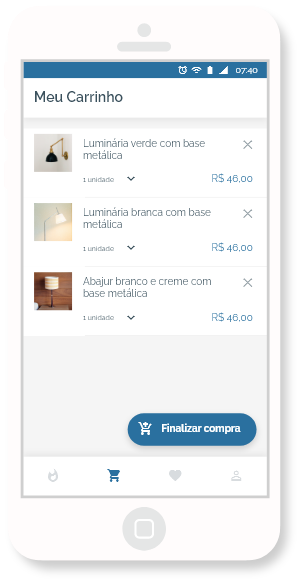 07:40
Meu Carrinho
Luminária verde com base
metálica
1 unidade
R$ 46,00
Luminária branca com base
metálica
1 unidade
R$ 46,00
Abajur branco e creme com
base metálica
1 unidade
R$ 46,00
Finalizar compra